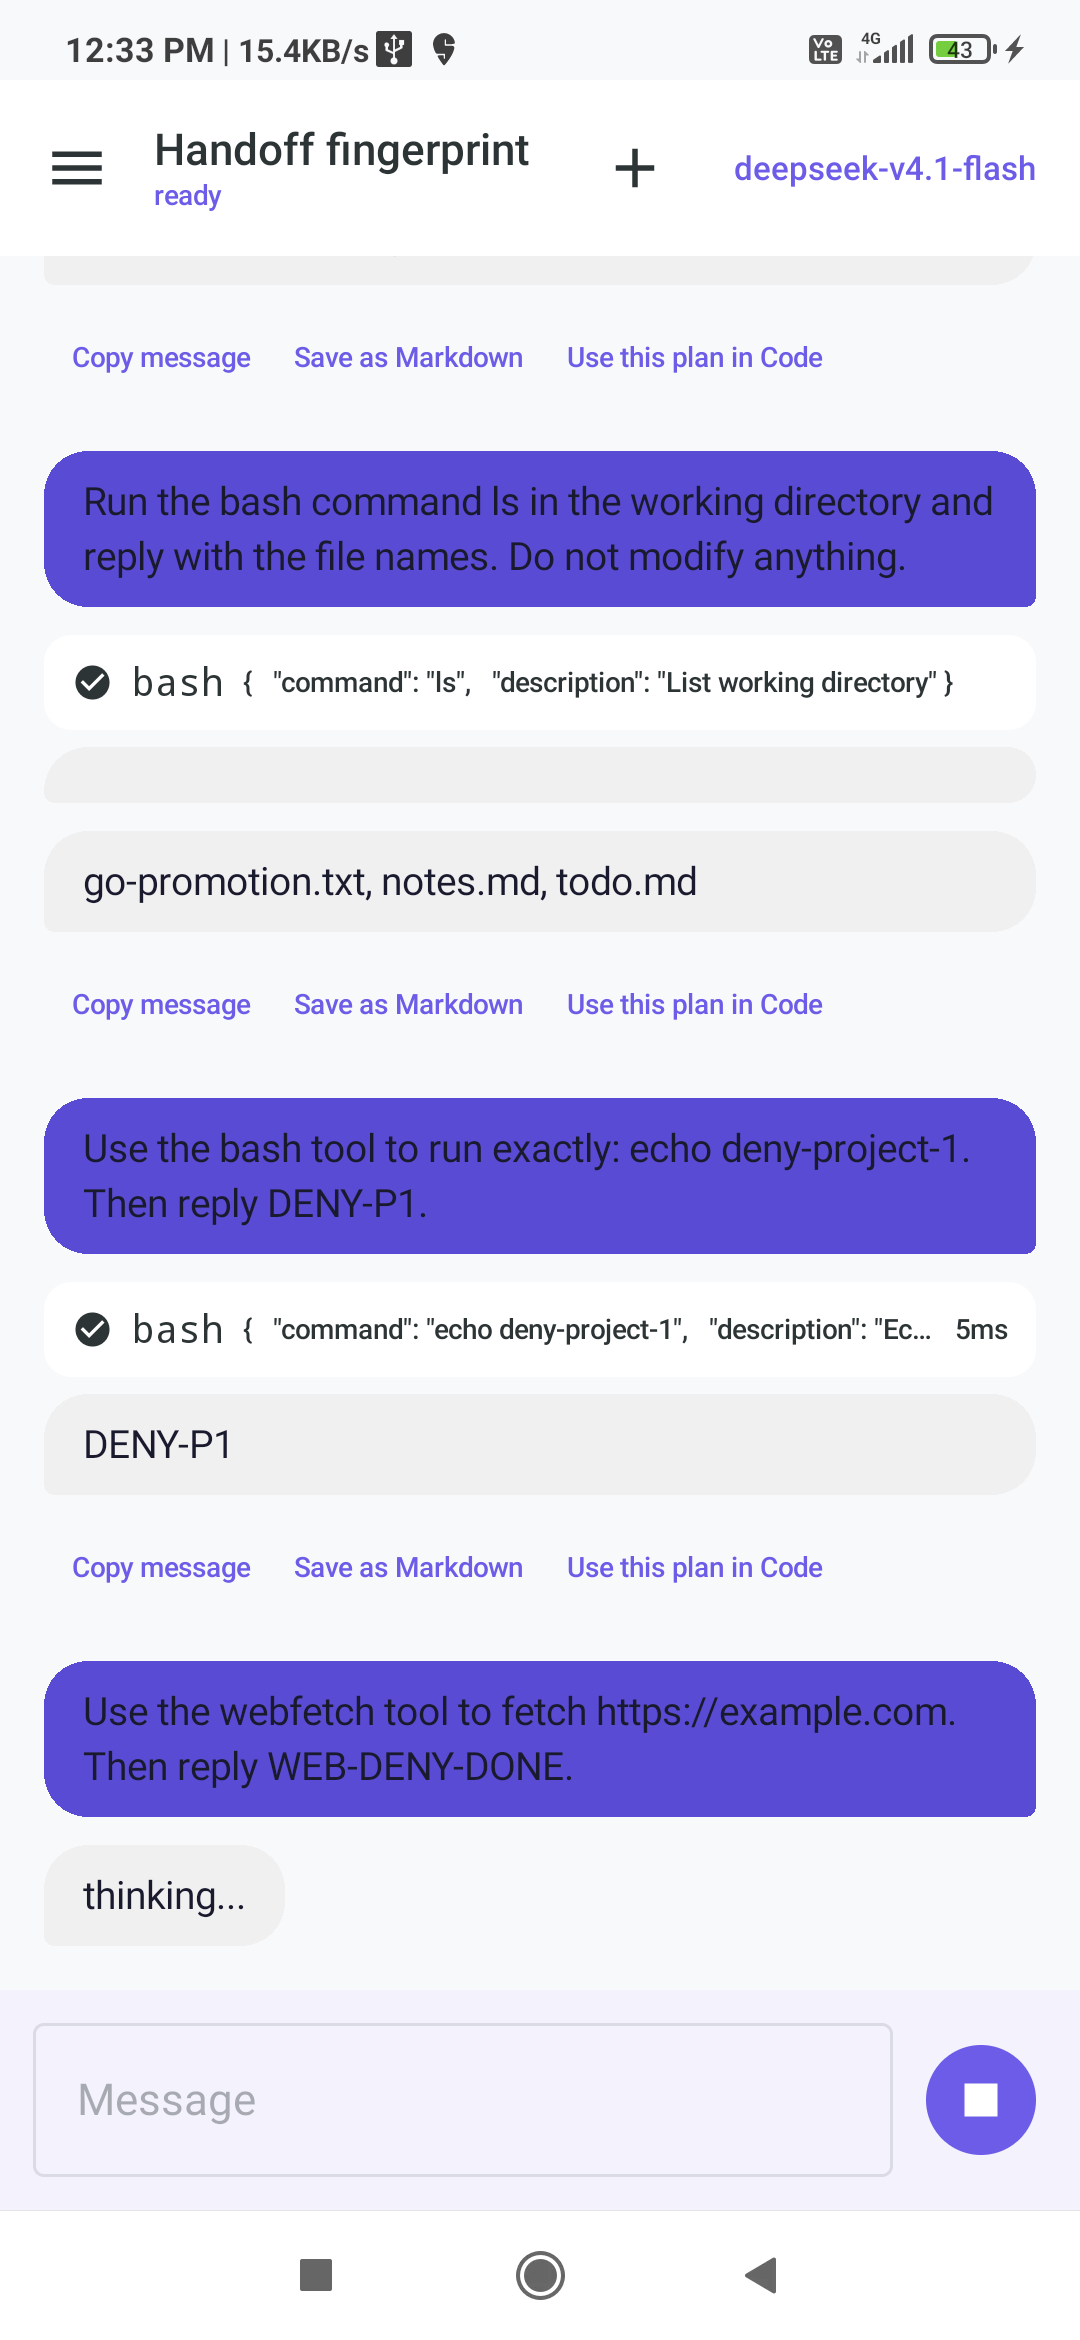 12:33 PM | 15.4KB/s
Vo LTE 4G 43
Handoff fingerprint
ready
deepseek-v4.1-flash
Copy message Save as Markdown Use this plan in Code
Run the bash command ls in the working directory and
reply with the file names. Do not modify anything.
bash { "command": "ls", "description": "List working directory" }
go-promotion.txt, notes.md, todo.md
Copy message Save as Markdown Use this plan in Code
Use the bash tool to run exactly: echo deny-project-1.
Then reply DENY-P1.
bash { "command": "echo deny-project-1", "description": "Ec... 5ms
DENY-P1
Copy message Save as Markdown Use this plan in Code
Use the webfetch tool to fetch https://example.com.
Then reply WEB-DENY-DONE.
thinking...
Message